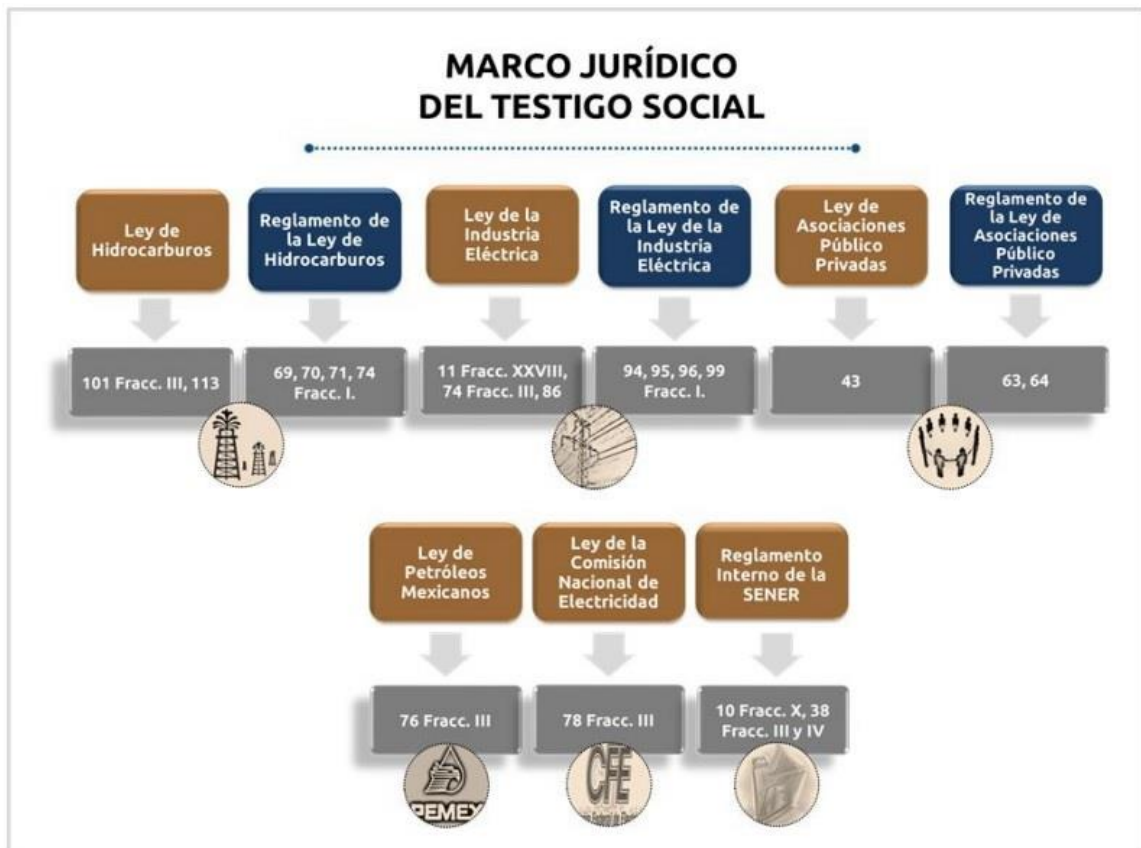 MARCO JURÍDICO
DEL TESTIGO SOCIAL
Ley de
Hidrocarburos
Reglamento de
la Ley de
Hidrocarburos
Ley de la
Industria
Eléctrica
Reglamento de
la Ley de la
Industria
Eléctrica
Ley de
Asociaciones
Público
Privadas
Reglamento de
la Ley de
Asociaciones
Público
Privadas
101 Fracc. III, 113
69, 70, 71, 74
Fracc. I.
11 Fracc. XXVIII,
74 Fracc. III, 86
94, 95, 96, 99
Fracc. I.
43
63, 64
Ley de
Petróleos
Mexicanos
Ley de la
Comisión
Nacional de
Electricidad
Reglamento
Interno de la
SENER
76 Fracc. III
78 Fracc. III
10 Fracc. X, 38
Fracc. III y IV
PEMEX
CFE
Federal de